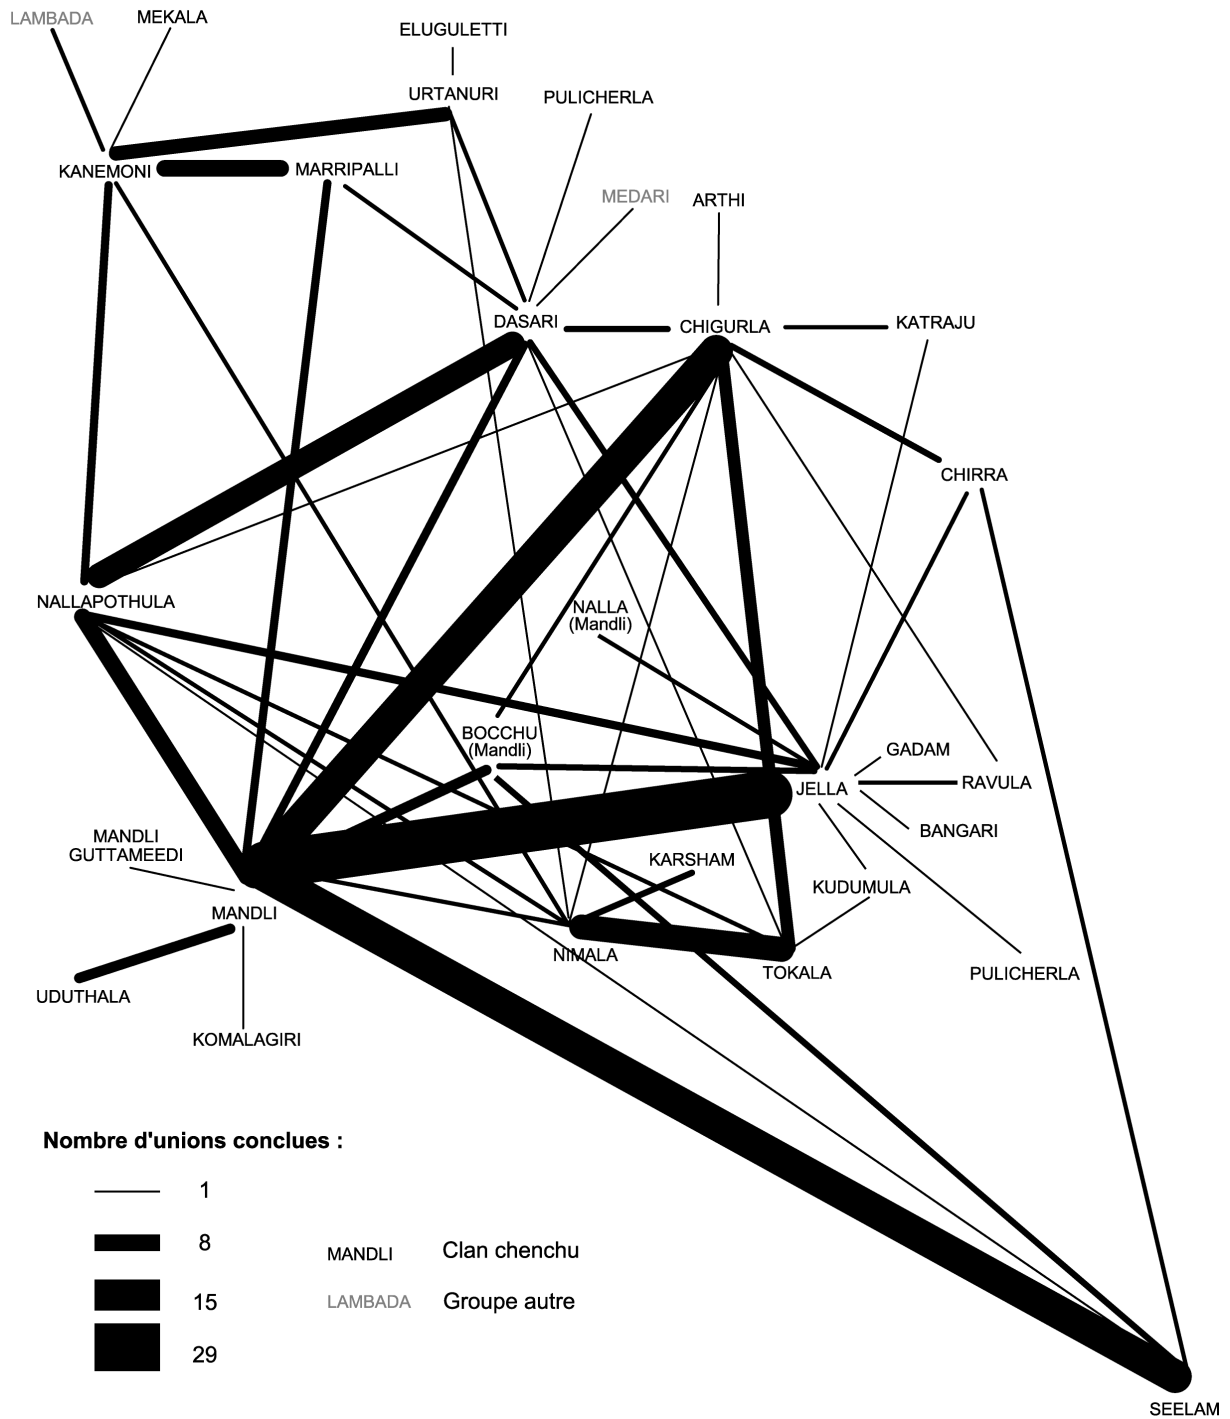 LAMBADA
MEKALA
ELUGULETTI
URTANURI
PULICHERLA
KANEMONI
MARRIPALLI
MEDARI
ARTHI
DASARI
CHIGURLA
KATRAJU
CHIRRA
NALLAPOTHULA
NALLA
(Mandli)
BOCCHU
(Mandli)
GADAM
JELLA
RAVULA
BANGARI
MANDLI
GUTTAMEEDI
KARSHAM
KUDUMULA
MANDLI
NIMALA
TOKALA
PULICHERLA
UDUTHALA
KOMALAGIRI
Nombre d'unions conclues :
1
8
15
29
MANDLI Clan chenchu
LAMBADA Groupe autre
SEELAM